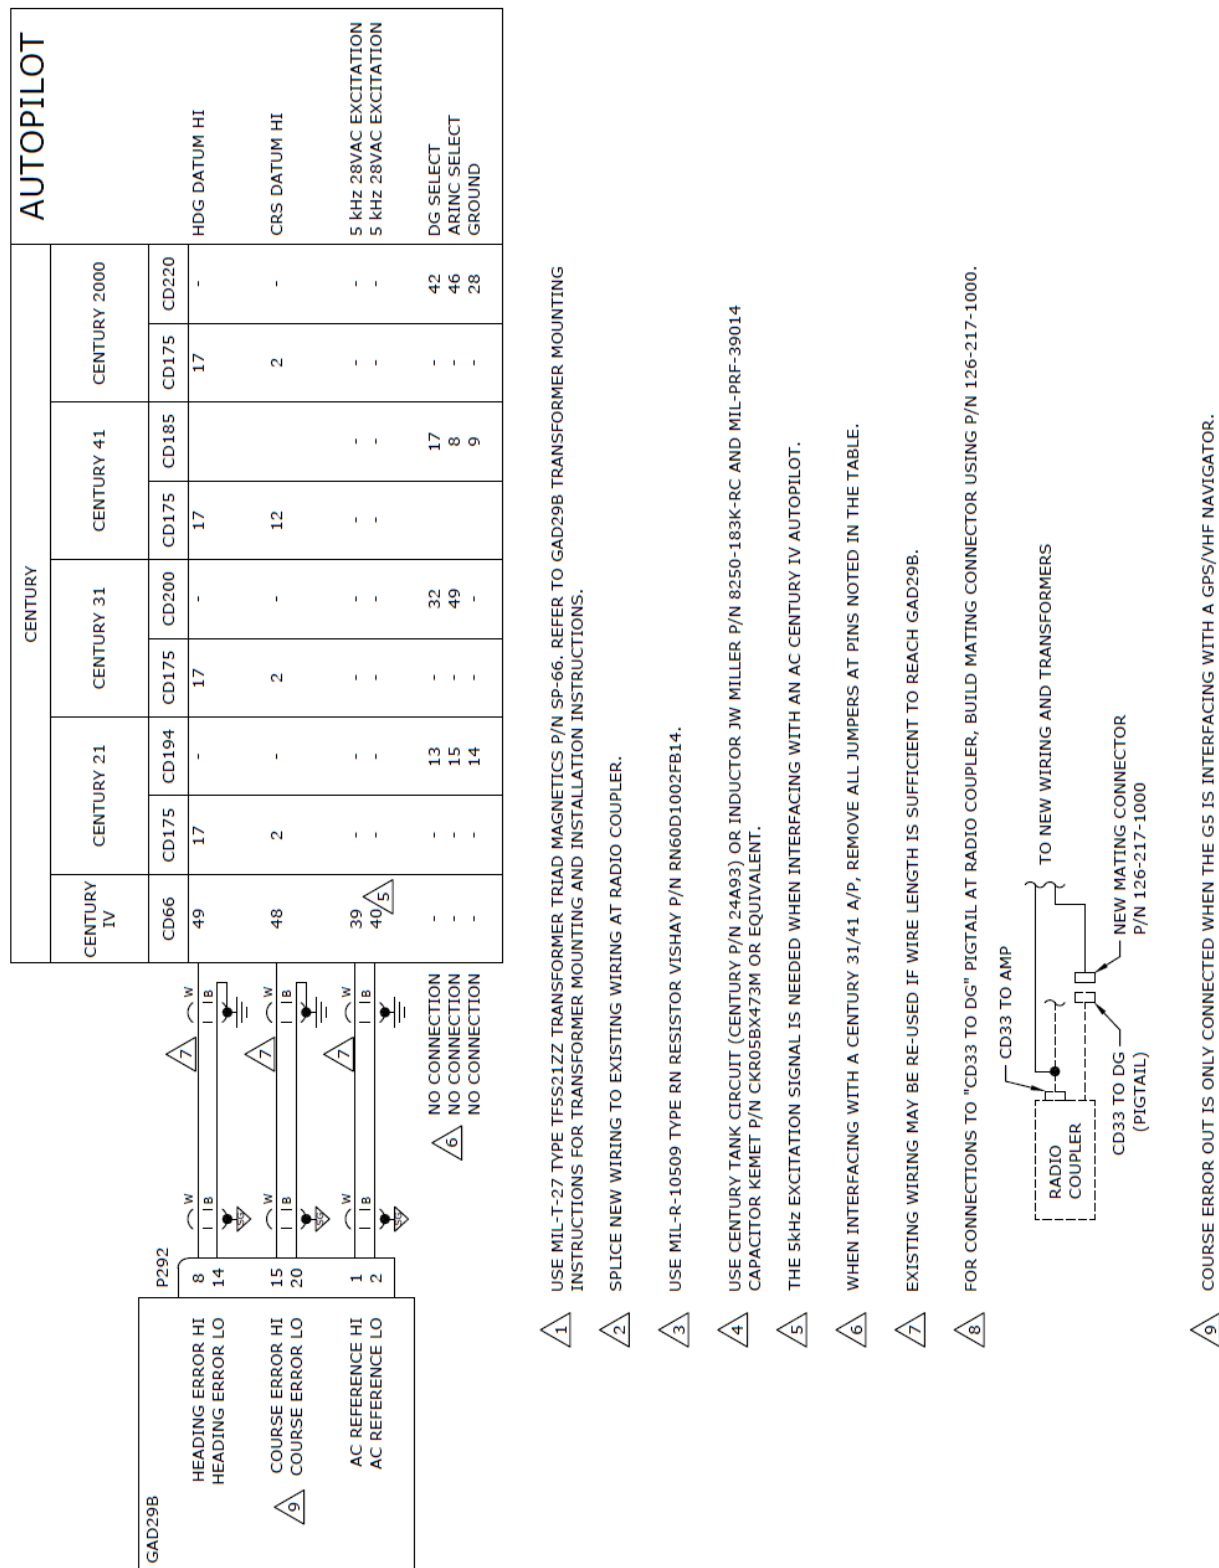 GAD29B
HEADING ERROR HI
HEADING ERROR LO
9
COURSE ERROR HI
COURSE ERROR LO
AC REFERENCE HI
AC REFERENCE LO
P292
8
14
15
20
1
2
W
B
SG
W
B
SG
W
B
SG
7
W
B
7
W
B
7
W
B
6
NO CONNECTION
NO CONNECTION
NO CONNECTION
CENTURY
AUTOPILOT
CENTURY IV CENTURY 21 CENTURY 31 CENTURY 41 CENTURY 2000
CD66 CD175 CD194 CD175 CD200 CD175 CD185 CD175 CD220
49 17 - 17 - 17 17 - HDG DATUM HI
48 2 - 2 - 12 2 - CRS DATUM HI
39 - - - - - - - - 5 kHz 28VAC EXCITATION
40 5 - - - - - - - - 5 kHz 28VAC EXCITATION
- - 13 - 32 17 - 42 DG SELECT
- - 15 - 49 8 - 46 ARINC SELECT
- - 14 - - 9 - 28 GROUND
1 USE MIL-T-27 TYPE TF5S21ZZ TRANSFORMER TRIAD MAGNETICS P/N SP-66. REFER TO GAD29B TRANSFORMER MOUNTING
INSTRUCTIONS FOR TRANSFORMER MOUNTING AND INSTALLATION INSTRUCTIONS.
2 SPLICE NEW WIRING TO EXISTING WIRING AT RADIO COUPLER.
3 USE MIL-R-10509 TYPE RN RESISTOR VISHAY P/N RN60D1002FB14.
4 USE CENTURY TANK CIRCUIT (CENTURY P/N 24A93) OR INDUCTOR JW MILLER P/N 8250-183K-RC AND MIL-PRF-39014
CAPACITOR KEMET P/N CKR05BX473M OR EQUIVALENT.
5 THE 5kHz EXCITATION SIGNAL IS NEEDED WHEN INTERFACING WITH AN AC CENTURY IV AUTOPILOT.
6 WHEN INTERFACING WITH A CENTURY 31/41 A/P, REMOVE ALL JUMPERS AT PINS NOTED IN THE TABLE.
7 EXISTING WIRING MAY BE RE-USED IF WIRE LENGTH IS SUFFICIENT TO REACH GAD29B.
8 FOR CONNECTIONS TO "CD33 TO DG" PIGTAIL AT RADIO COUPLER, BUILD MATING CONNECTOR USING P/N 126-217-1000.
RADIO
COUPLER
CD33 TO AMP
TO NEW WIRING AND TRANSFORMERS
CD33 TO DG
(PIGTAIL)
NEW MATING CONNECTOR
P/N 126-217-1000
9 COURSE ERROR OUT IS ONLY CONNECTED WHEN THE G5 IS INTERFACING WITH A GPS/VHF NAVIGATOR.